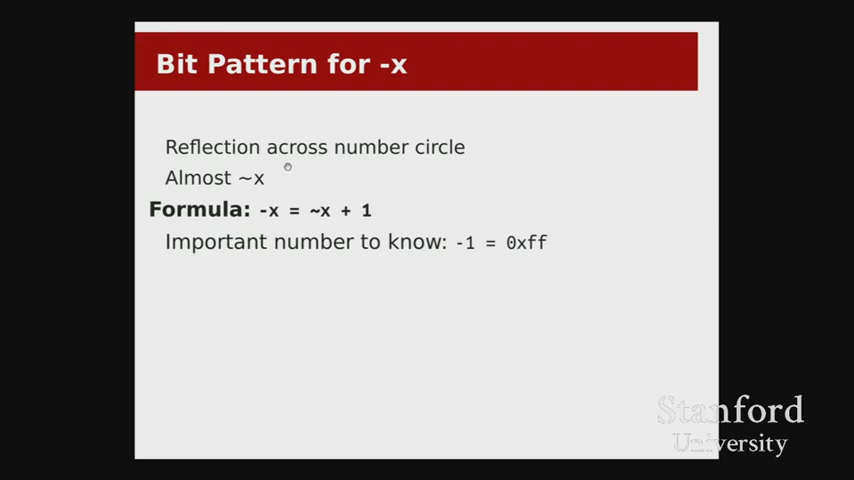 Bit Pattern for -x
Reflection across number circle
Almost ~x
Formula: -x = ~x + 1
Important number to know: -1 = 0xff
Stanford
University